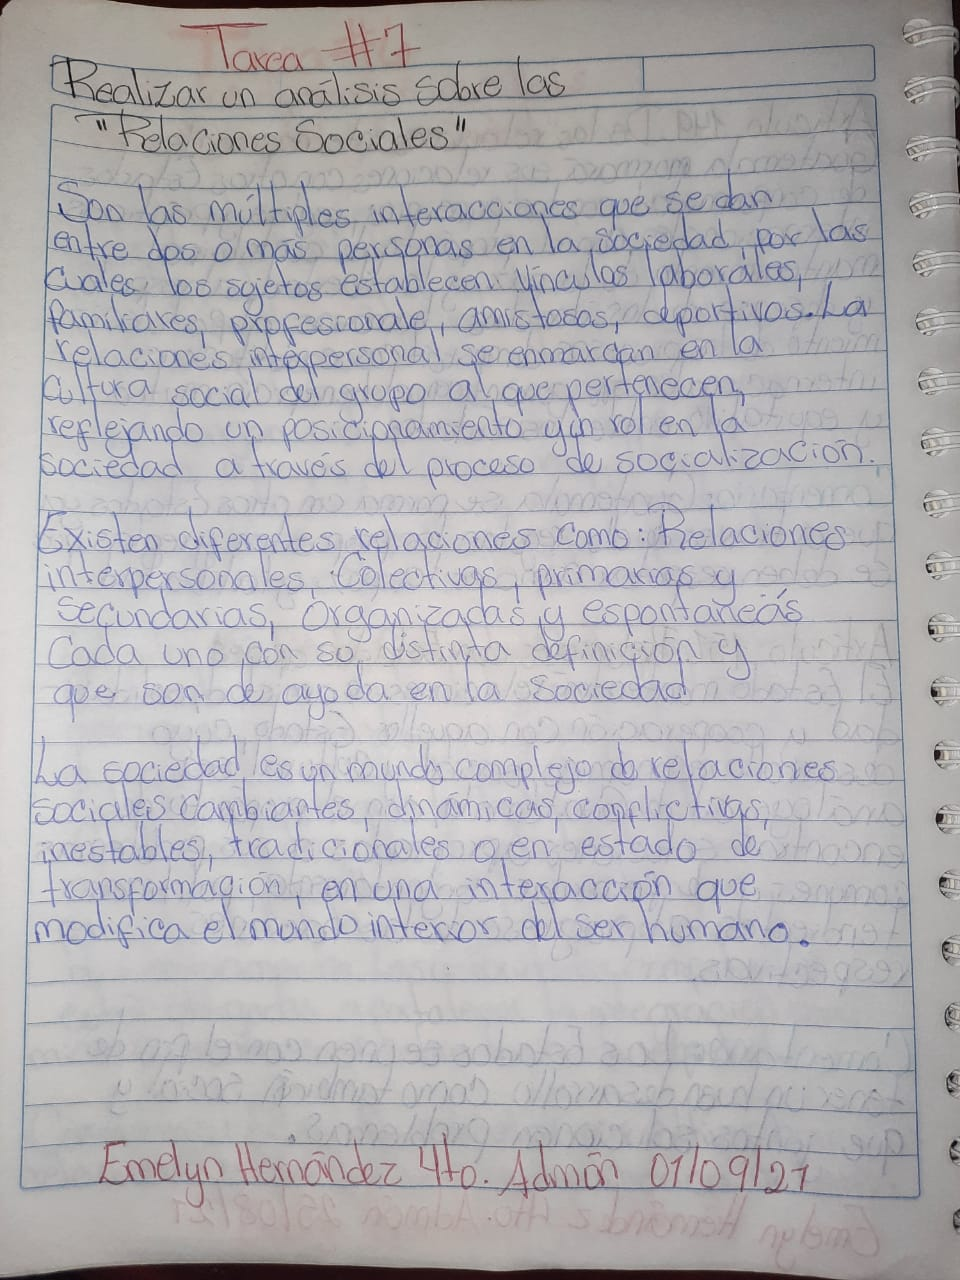 Tarea #7
Realizar un análisis sobre las
"Relaciones Sociales"
Son las múltiples interacciones que se dan
entre dos o más personas en la sociedad por las
cuales los sujetos establecen vínculos laborales,
familiares, profesionale, amistosos, deportivos. La
relaciones interpersonal se enmarcan en la
cultura social del grupo al que pertenecen,
reflejando un posicionamiento y un rol en la
sociedad a través del proceso de socialización.
Existen diferentes relaciones como: Relaciones
interpersonales, Colectivas, primarias y
secundarias, Organizadas y espontaneás
Cada uno con su distinta definición y
que son de ayuda en la sociedad
La sociedad es un mundo complejo de relaciones
sociales cambiantes, dinámicas, conflictivas,
inestables, tradicionales o en estado de
transformación, en una interacción que
modifica el mundo interior del ser humano.
Emelyn Hernández 4to. Admón 01/09/21